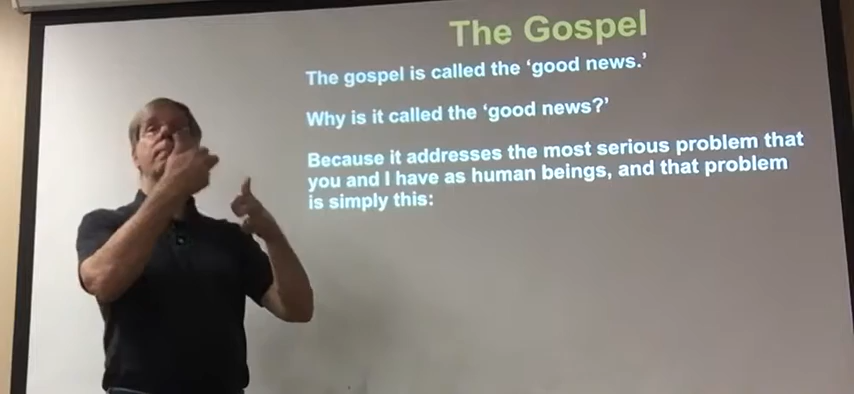 The Gospel
The gospel is called the ‘good news.’
Why is it called the ‘good news?’
Because it addresses the most serious problem that
you and I have as human beings, and that problem
is simply this: